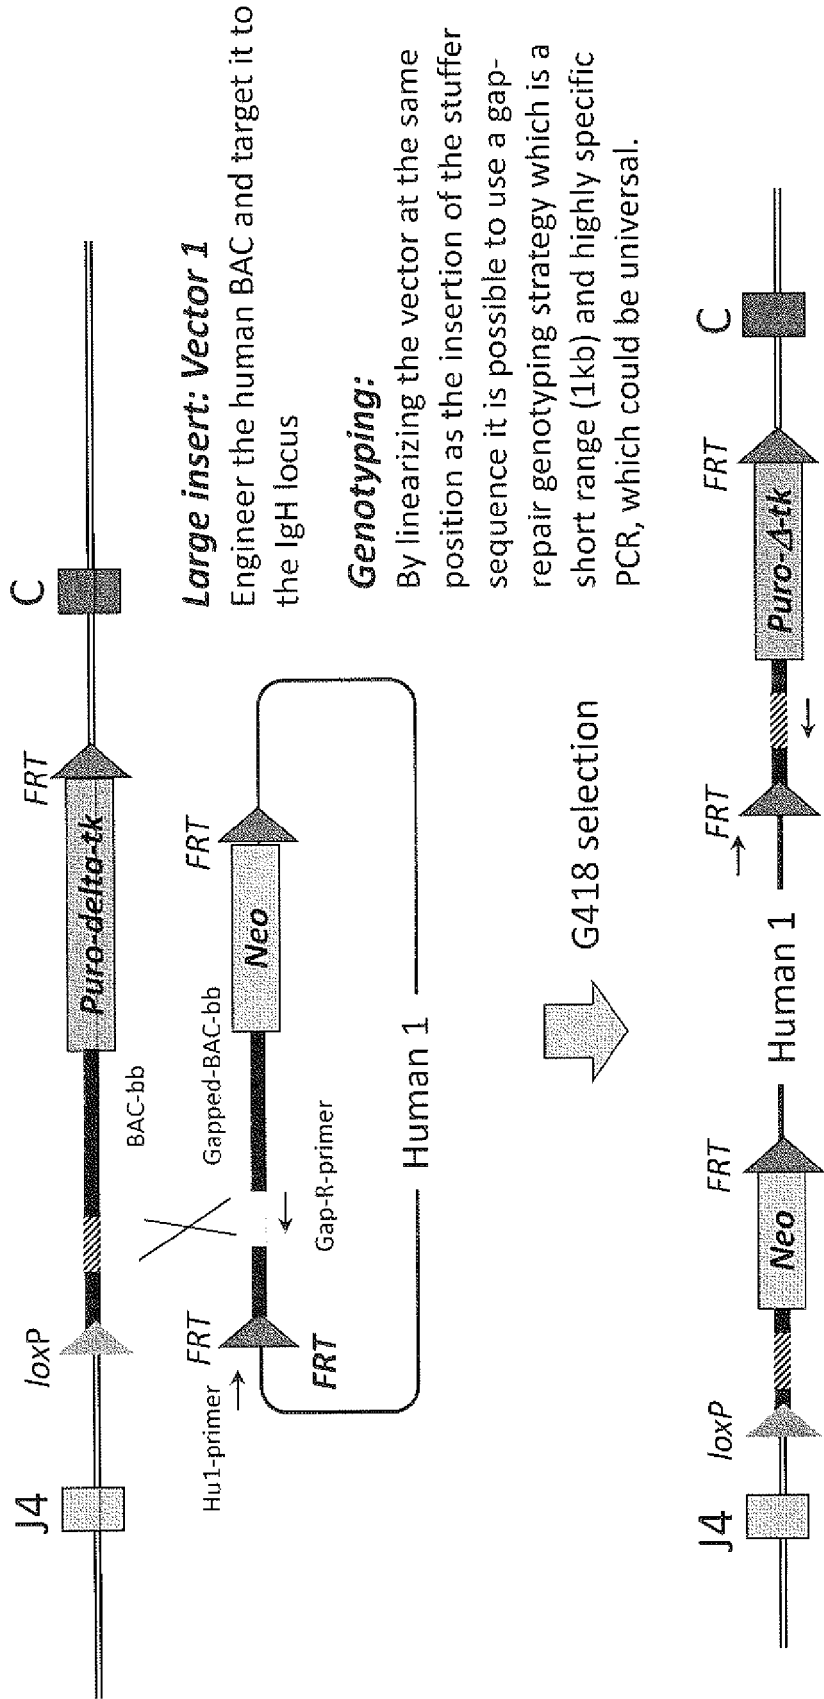 J4
loxP
BAC-bb
Puro-delta-tk
FRT
C
Hu1-primer
FRT
FRT
Gap-R-primer
Gapped-BAC-bb
Neo
FRT
Human 1
Large insert: Vector 1
Engineer the human BAC and target it to
the IgH locus
Genotyping:
By linearizing the vector at the same
position as the insertion of the stuffer
sequence it is possible to use a gap-
repair genotyping strategy which is a
short range (1kb) and highly specific
PCR, which could be universal.
G418 selection
J4
loxP
Neo
FRT
Human 1
FRT
Puro-Δ-tk
FRT
C